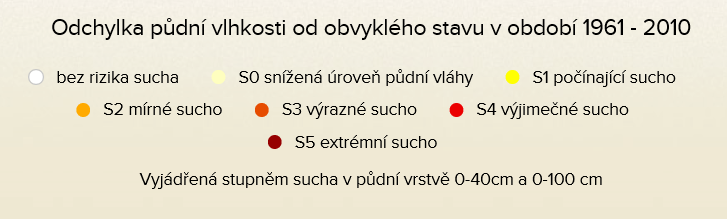 Odchylka půdní vlhkosti od obvyklého stavu v období 1961 - 2010
bez rizika sucha S0 snížená úroveň půdní vláhy S1 počínající sucho
S2 mírné sucho S3 výrazné sucho S4 výjimečné sucho
S5 extrémní sucho
Vyjádřená stupněm sucha v půdní vrstvě 0-40cm a 0-100 cm